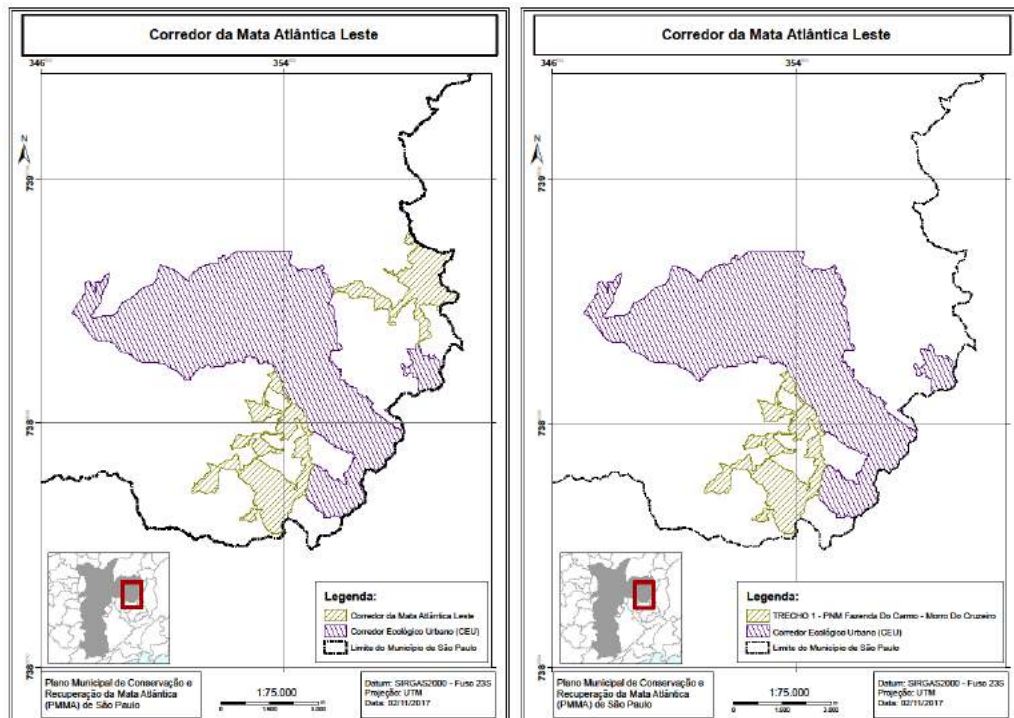 Corredor da Mata Atlântica Leste
346
354
N
739
738
738
Legenda:
Corredor da Mata Atlântica Leste
Corredor Ecológico Urbano (CEU)
Limite do Município de São Paulo
Plano Municipal de Conservação e
Recuperação da Mata Atlântica
(PMMA) de São Paulo
1:75.000
Datum: SIRGAS2000 - Fuso 23S
Projeção: UTM
Data: 02/11/2017
Corredor da Mata Atlântica Leste
346
354
N
739
738
738
Legenda:
TRECHO 1 - PNM Fazenda Do Carmo - Morro Do Cruzeiro
Corredor Ecológico Urbano (CEU)
Limite do Município de São Paulo
Plano Municipal de Conservação e
Recuperação da Mata Atlântica
(PMMA) de São Paulo
1:75.000
Datum: SIRGAS2000 - Fuso 23S
Projeção: UTM
Data: 02/11/2017